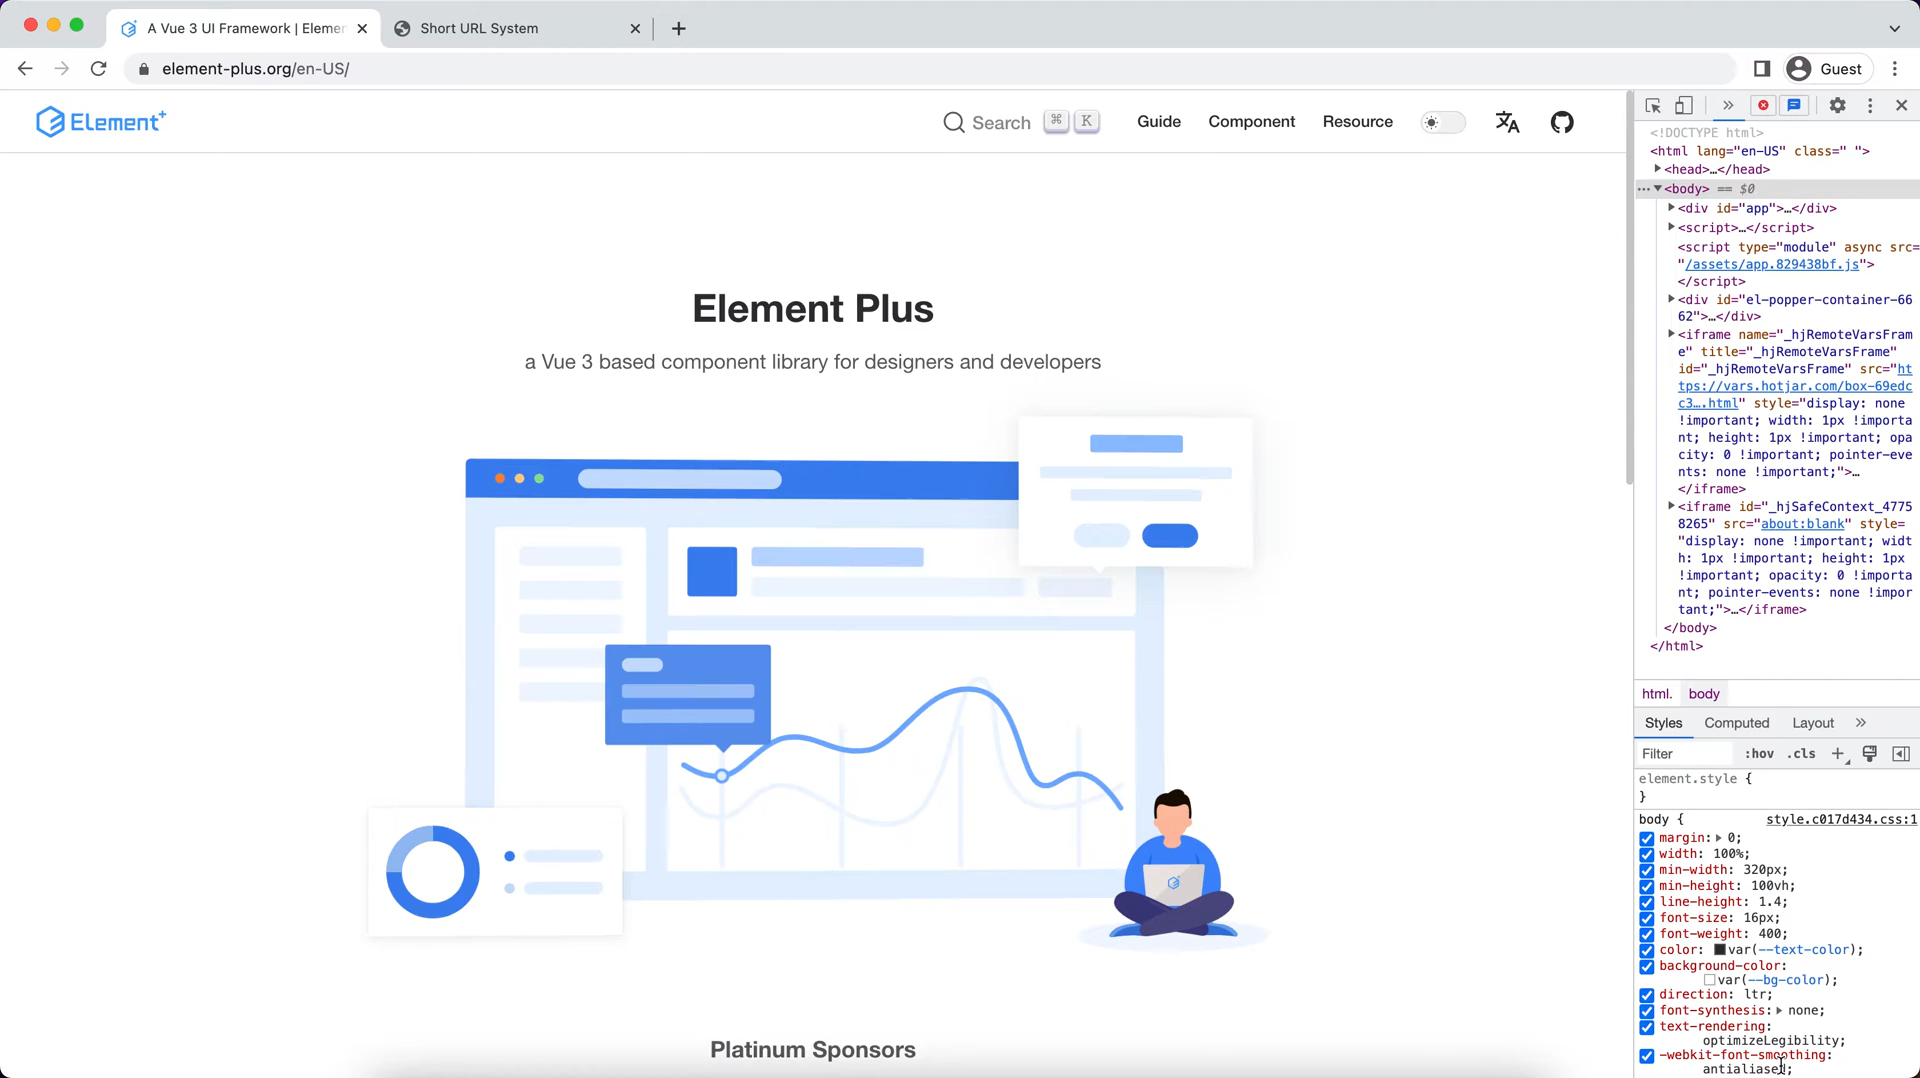 A Vue 3 UI Framework | Elemen
Short URL System
element-plus.org/en-US/
Guest
Element+
Search ⌘ K
Guide
Component
Resource
Element Plus
a Vue 3 based component library for designers and developers
Platinum Sponsors
<!DOCTYPE html>
<html lang="en-US" class=" ">
<head>…</head>
<body> == $0
<div id="app">…</div>
<script>…</script>
<script type="module" async src=
"/assets/app.829438bf.js">
</script>
<div id="el-popper-container-66
62">…</div>
<iframe name="_hjRemoteVarsFram
e" title="_hjRemoteVarsFrame"
id="_hjRemoteVarsFrame" src="ht
tps://vars.hotjar.com/box-69edc
c3….html" style="display: none
!important; width: 1px !importa
nt; height: 1px !important; opa
city: 0 !important; pointer-eve
nts: none !important;">…
</iframe>
<iframe id="_hjSafeContext_4775
8265" src="about:blank" style=
"display: none !important; widt
h: 1px !important; height: 1px
!important; opacity: 0 !importa
nt; pointer-events: none !impor
tant;">…</iframe>
</body>
</html>
html. body
Styles Computed Layout »
Filter :hov .cls +
element.style {
}
body { style.c017d434.css:1
margin: 0;
width: 100%;
min-width: 320px;
min-height: 100vh;
line-height: 1.4;
font-size: 16px;
font-weight: 400;
color: var(--text-color);
background-color:
var(--bg-color);
direction: ltr;
font-synthesis: none;
text-rendering:
optimizeLegibility;
-webkit-font-smoothing:
antialiased;